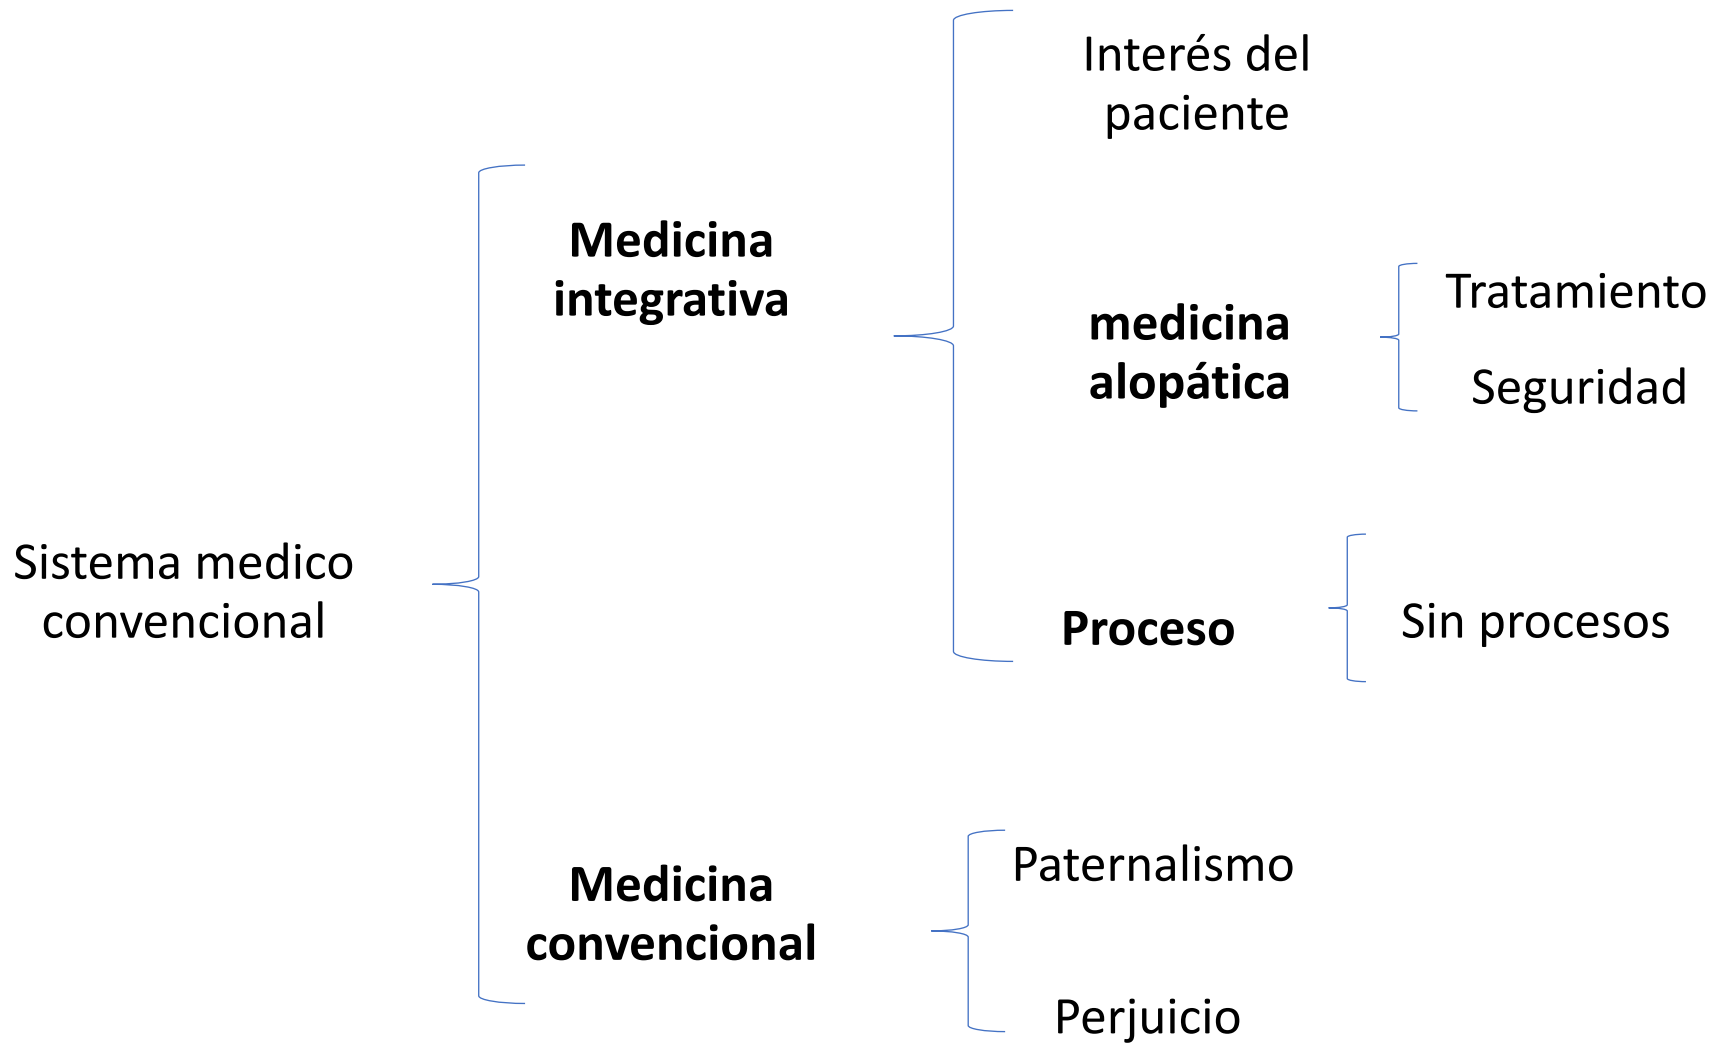 Interés del
paciente
Medicina
integrativa
medicina
alopática
Tratamiento
Seguridad
Sistema medico
convencional
Proceso
Sin procesos
Medicina
convencional
Paternalismo
Perjuicio